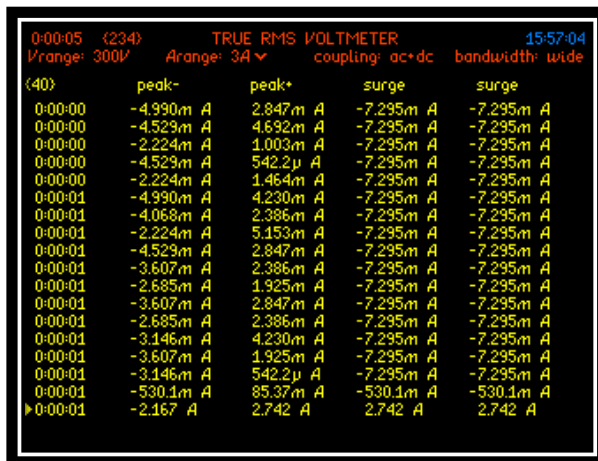 0:00:05 {234} TRUE RMS VOLTMETER 15:57:04
Vrange: 300V Arange: 3A coupling: ac+dc bandwidth: wide
{40} peak- peak+ surge surge
0:00:00 -4.990m A 2.847m A -7.295m A -7.295m A
0:00:00 -4.529m A 4.692m A -7.295m A -7.295m A
0:00:00 -2.224m A 1.003m A -7.295m A -7.295m A
0:00:00 -4.529m A 542.2µ A -7.295m A -7.295m A
0:00:00 -2.224m A 1.464m A -7.295m A -7.295m A
0:00:01 -4.990m A 4.230m A -7.295m A -7.295m A
0:00:01 -4.068m A 2.386m A -7.295m A -7.295m A
0:00:01 -2.224m A 5.153m A -7.295m A -7.295m A
0:00:01 -4.529m A 2.847m A -7.295m A -7.295m A
0:00:01 -3.607m A 2.386m A -7.295m A -7.295m A
0:00:01 -2.685m A 1.925m A -7.295m A -7.295m A
0:00:01 -3.607m A 2.847m A -7.295m A -7.295m A
0:00:01 -2.685m A 2.386m A -7.295m A -7.295m A
0:00:01 -3.146m A 4.230m A -7.295m A -7.295m A
0:00:01 -3.607m A 1.925m A -7.295m A -7.295m A
0:00:01 -3.146m A 542.2µ A -7.295m A -7.295m A
0:00:01 -530.1m A 85.37m A -530.1m A -530.1m A
0:00:01 -2.167 A 2.742 A 2.742 A 2.742 A